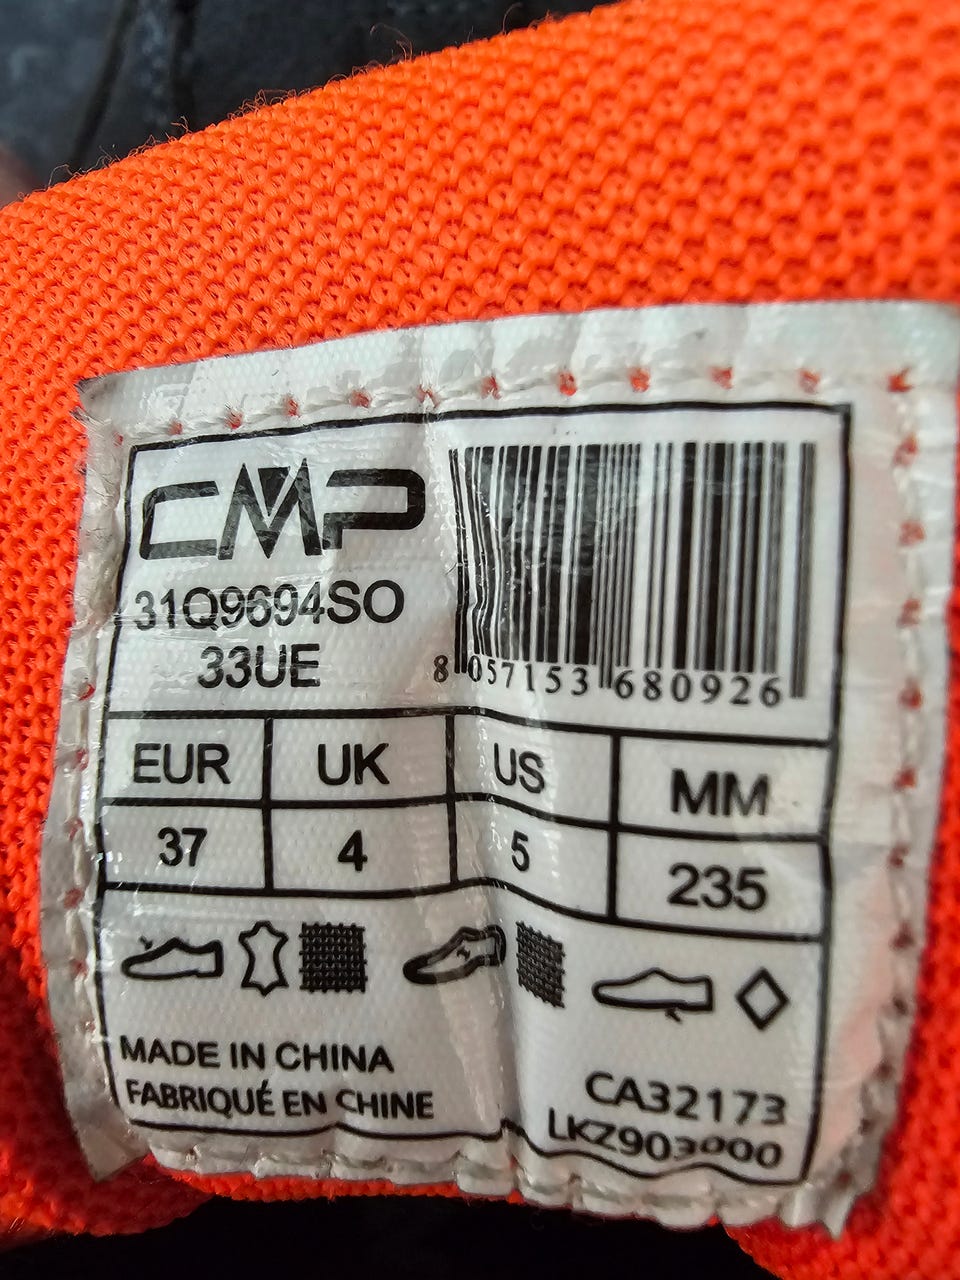 CMP
31Q9694SO
33UE
8 057153 680926
EUR UK US MM
37 4 5 235
MADE IN CHINA
FABRIQUÉ EN CHINE
CA32173
LKZ903000